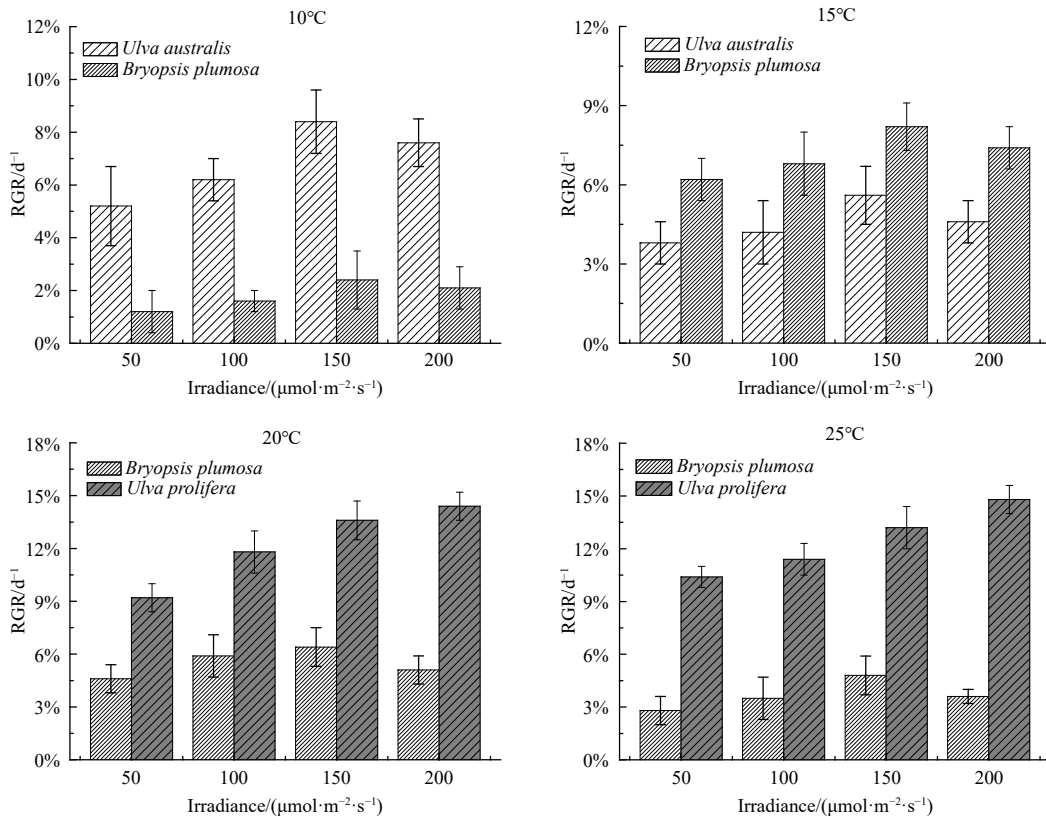 10°C
12%
10%
8%
6%
4%
2%
0%
RGR/d⁻¹
Ulva australis
Bryopsis plumosa
50 100 150 200
Irradiance/(μmol·m⁻²·s⁻¹)
15°C
12%
9%
6%
3%
0%
RGR/d⁻¹
Ulva australis
Bryopsis plumosa
50 100 150 200
Irradiance/(μmol·m⁻²·s⁻¹)
20°C
18%
15%
12%
9%
6%
3%
0%
RGR/d⁻¹
Bryopsis plumosa
Ulva prolifera
50 100 150 200
Irradiance/(μmol·m⁻²·s⁻¹)
25°C
18%
15%
12%
9%
6%
3%
0%
RGR/d⁻¹
Bryopsis plumosa
Ulva prolifera
50 100 150 200
Irradiance/(μmol·m⁻²·s⁻¹)